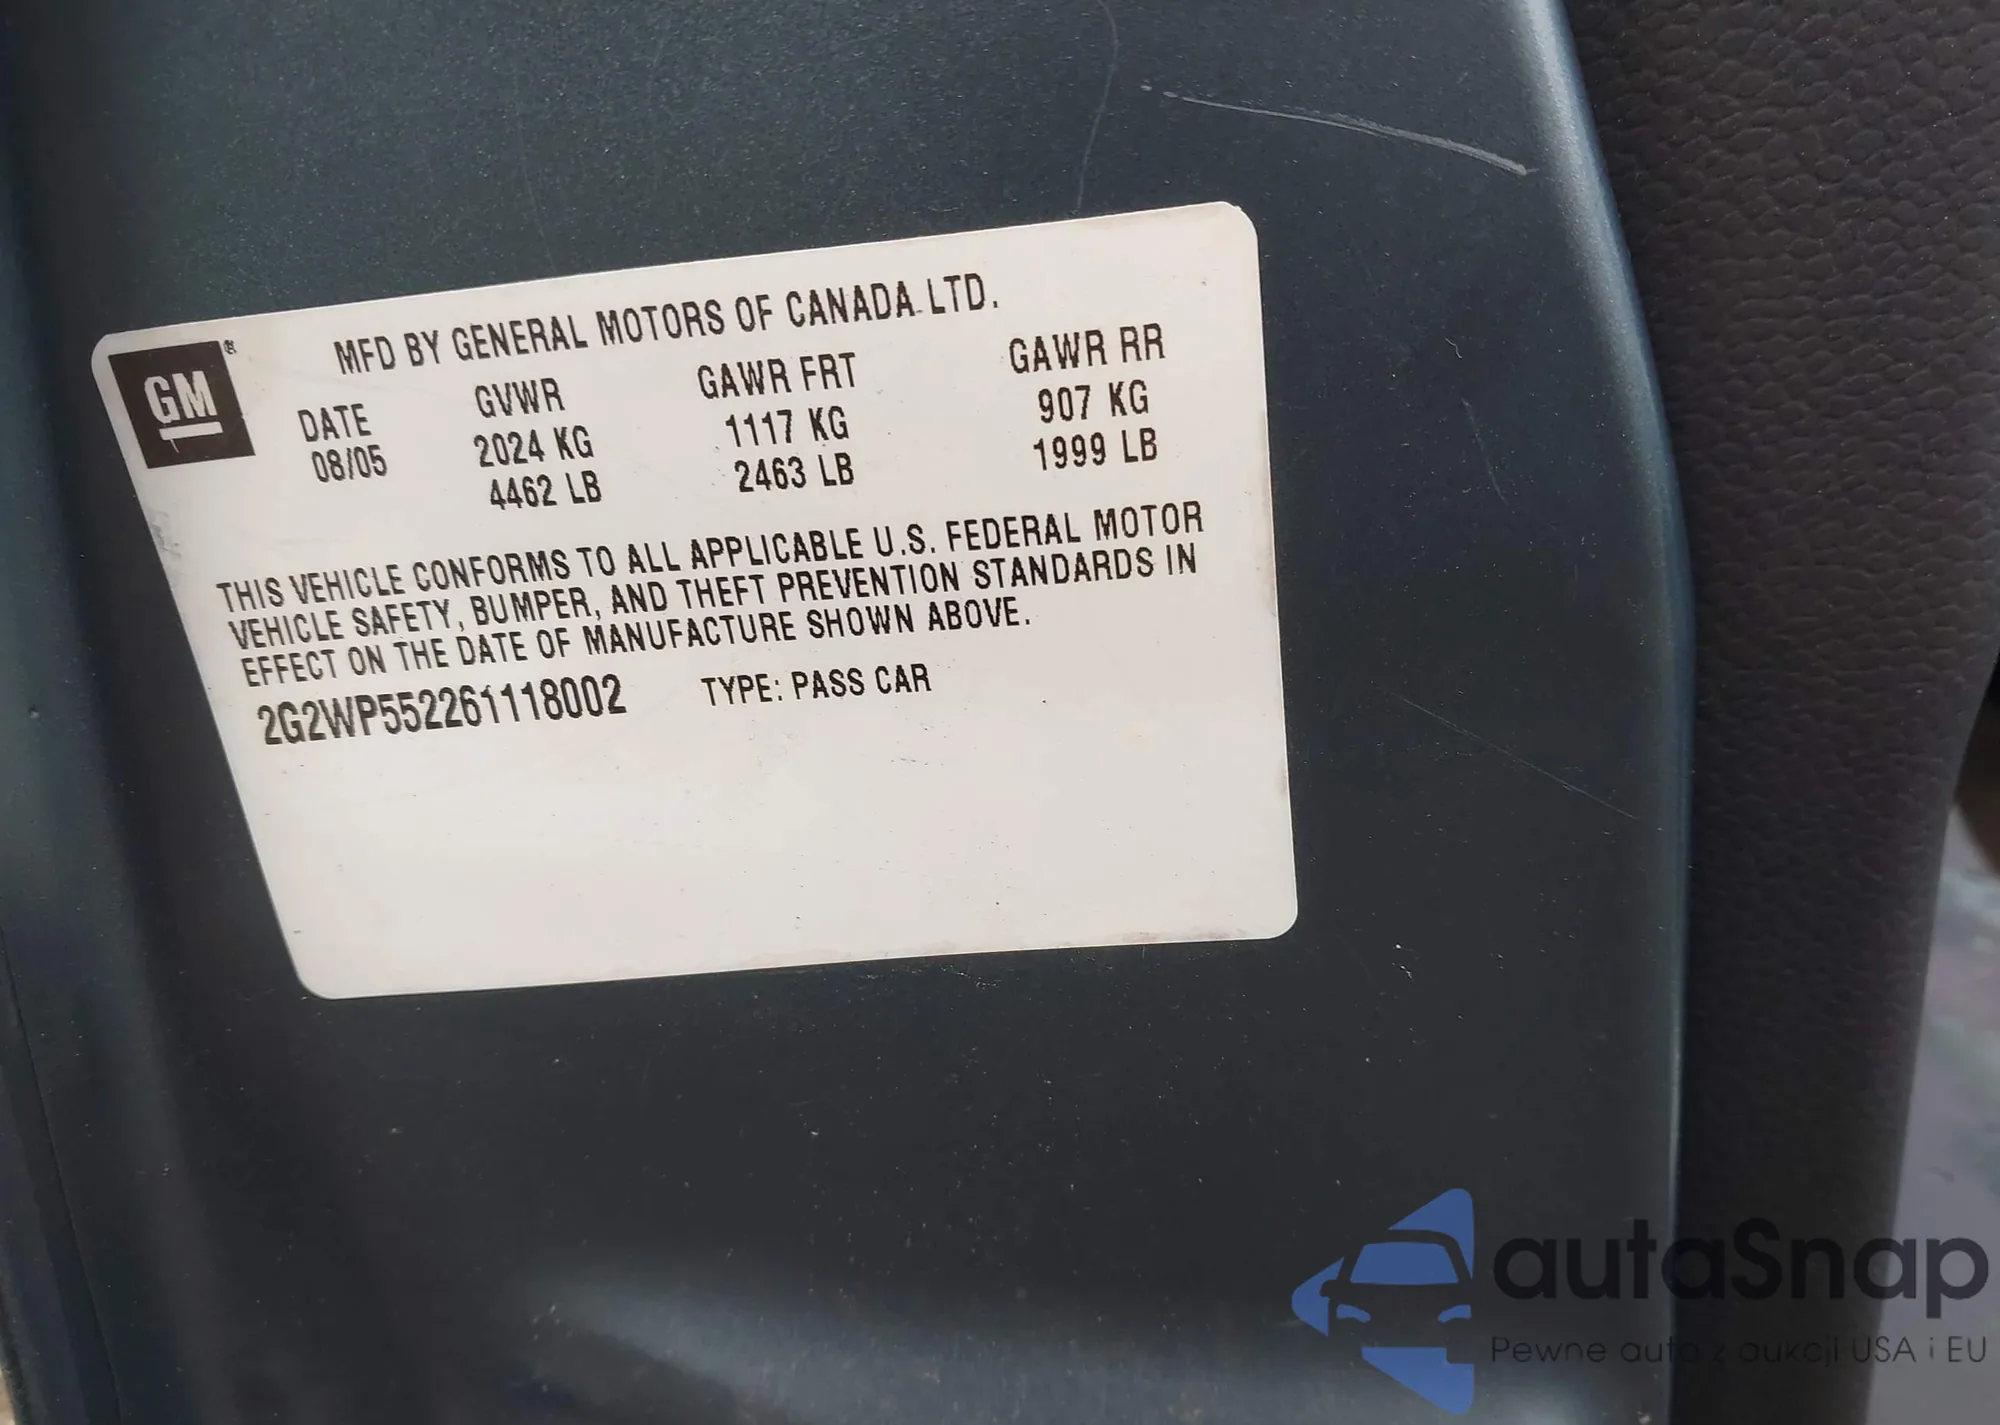 GM ®
MFD BY GENERAL MOTORS OF CANADA LTD.
DATE GVWR GAWR FRT GAWR RR
08/05 2024 KG 1117 KG 907 KG
4462 LB 2463 LB 1999 LB
THIS VEHICLE CONFORMS TO ALL APPLICABLE U.S. FEDERAL MOTOR
VEHICLE SAFETY, BUMPER, AND THEFT PREVENTION STANDARDS IN
EFFECT ON THE DATE OF MANUFACTURE SHOWN ABOVE.
2G2WP552261118002 TYPE: PASS CAR
autaSnap
Pewne auta z aukcji USA i EU